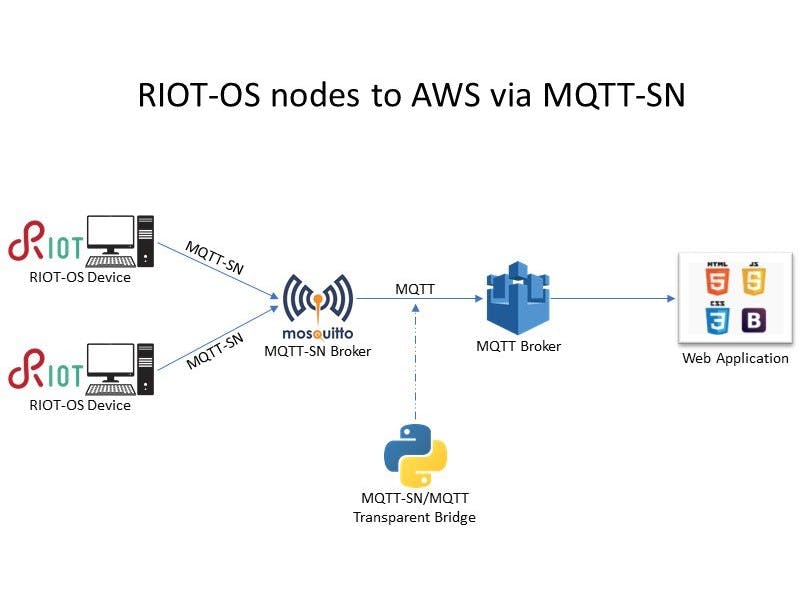 RIOT-OS nodes to AWS via MQTT-SN
RIOT
RIOT-OS Device
MQTT-SN
RIOT
RIOT-OS Device
MQTT-SN
mosquitto
MQTT-SN Broker
MQTT
MQTT Broker
HTML
5
JS
5
CSS
3
B
Web Application
MQTT-SN/MQTT
Transparent Bridge